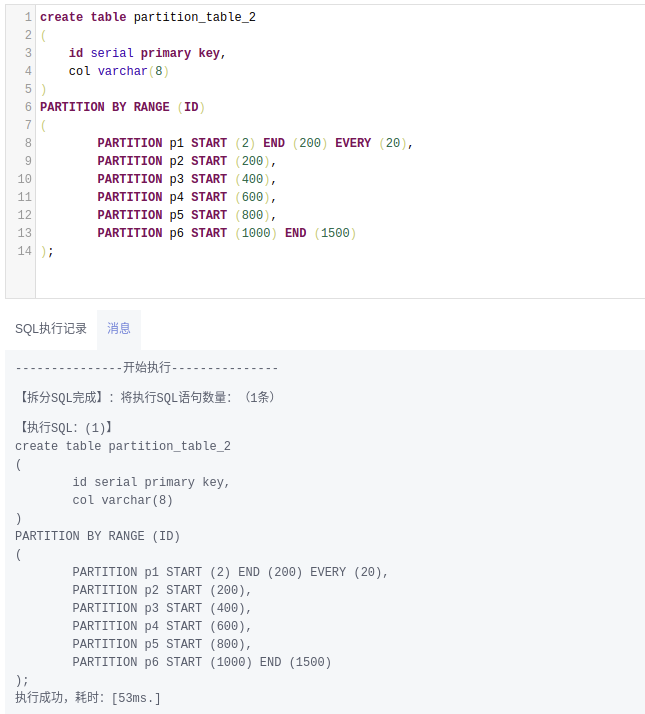 1 create table partition_table_2
2 (
3     id serial primary key,
4     col varchar(8)
5 )
6 PARTITION BY RANGE (ID)
7 (
8         PARTITION p1 START (2) END (200) EVERY (20),
9         PARTITION p2 START (200),
10         PARTITION p3 START (400),
11         PARTITION p4 START (600),
12         PARTITION p5 START (800),
13         PARTITION p6 START (1000) END (1500)
14 );
SQL执行记录 消息
---------------开始执行---------------
【拆分SQL完成】：将执行SQL语句数量：（1条）
【执行SQL：(1)】
create table partition_table_2
(
        id serial primary key,
        col varchar(8)
)
PARTITION BY RANGE (ID)
(
        PARTITION p1 START (2) END (200) EVERY (20),
        PARTITION p2 START (200),
        PARTITION p3 START (400),
        PARTITION p4 START (600),
        PARTITION p5 START (800),
        PARTITION p6 START (1000) END (1500)
);
执行成功，耗时：[53ms.]